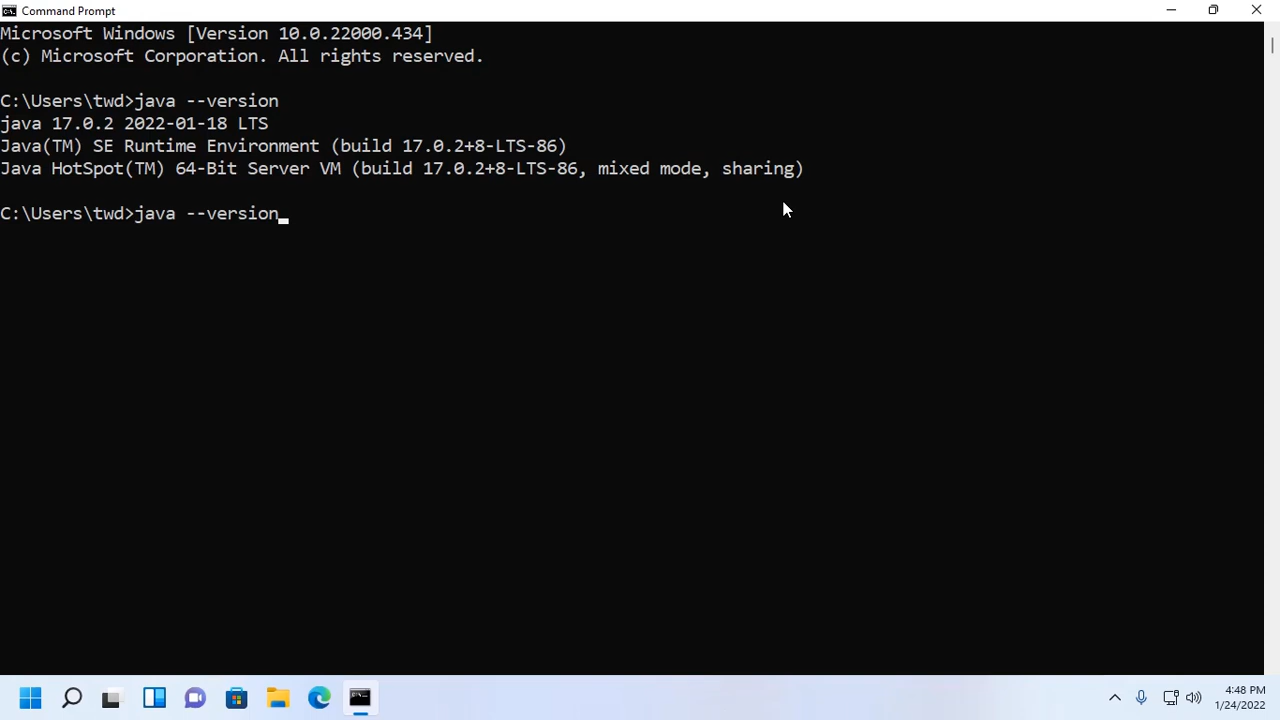 Command Prompt
Microsoft Windows [Version 10.0.22000.434]
(c) Microsoft Corporation. All rights reserved.
C:\Users\twd>java --version
java 17.0.2 2022-01-18 LTS
Java(TM) SE Runtime Environment (build 17.0.2+8-LTS-86)
Java HotSpot(TM) 64-Bit Server VM (build 17.0.2+8-LTS-86, mixed mode, sharing)
C:\Users\twd>java --version
4:48 PM
1/24/2022